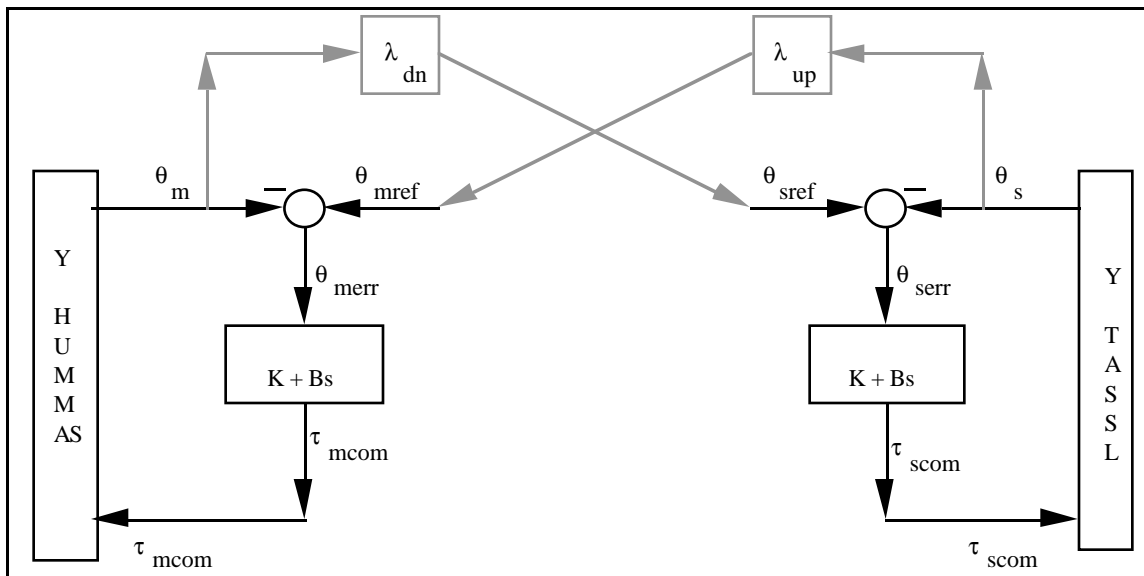 λ dn
λ up
θ m
θ mref
θ sref
θ s
Y
H
U
M
M
AS
Y
T
A
S
S
L
θ merr
θ serr
K + Bs
K + Bs
τ mcom
τ scom
τ mcom
τ scom